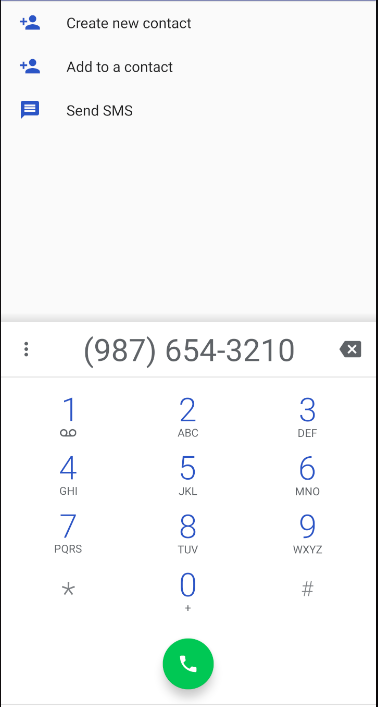 Create new contact
Add to a contact
Send SMS
(987) 654-3210
1 2 3
ABC DEF
4 5 6
GHI JKL MNO
7 8 9
PQRS TUV WXYZ
* 0 #
+